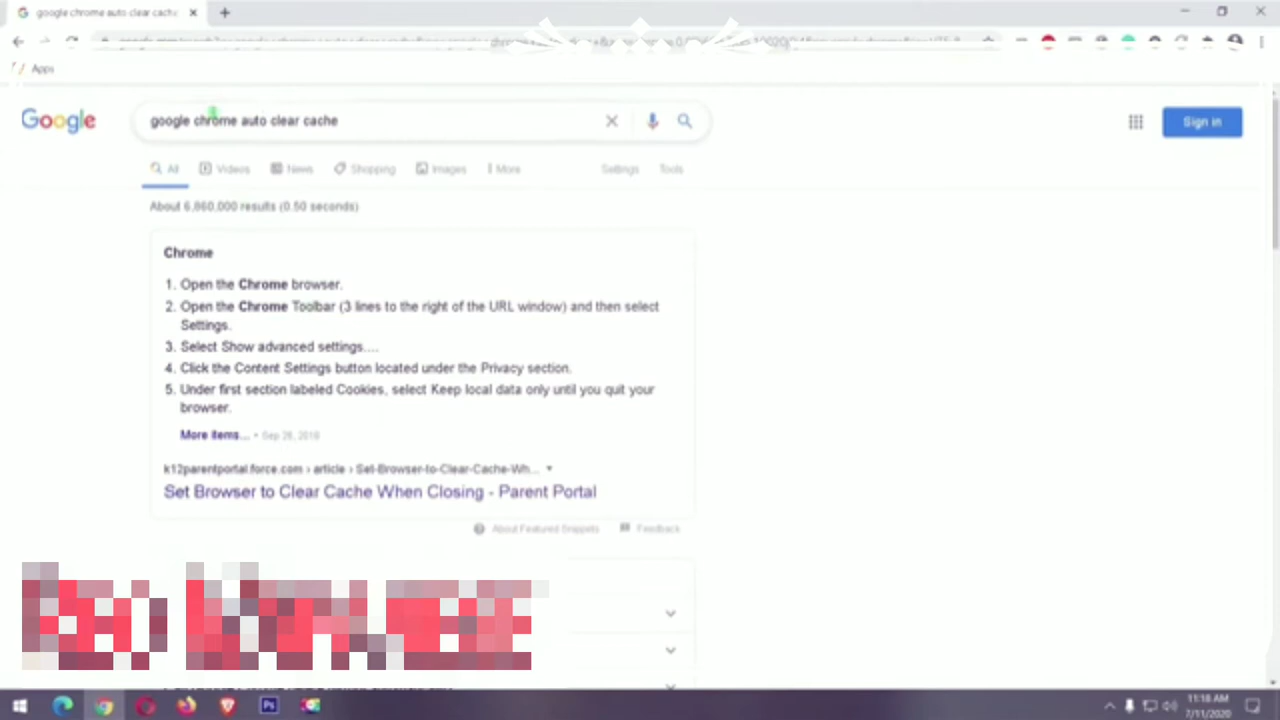 google chrome auto clear cache
Apps
Google
google chrome auto clear cache
Sign in
All
Videos
News
Shopping
Images
More
Settings
Tools
About 6,860,000 results (0.50 seconds)
Chrome
1. Open the Chrome browser.
2. Open the Chrome Toolbar (3 lines to the right of the URL window) and then select
Settings.
3. Select Show advanced settings....
4. Click the Content Settings button located under the Privacy section.
5. Under first section labeled Cookies, select Keep local data only until you quit your
browser.
More items... • Sep 26, 2018
k12parentportal.force.com › article › Set-Browser-to-Clear-Cache-Wh...
Set Browser to Clear Cache When Closing - Parent Portal
About Featured Snippets
Feedback
Ps
11:18 AM
7/11/2020